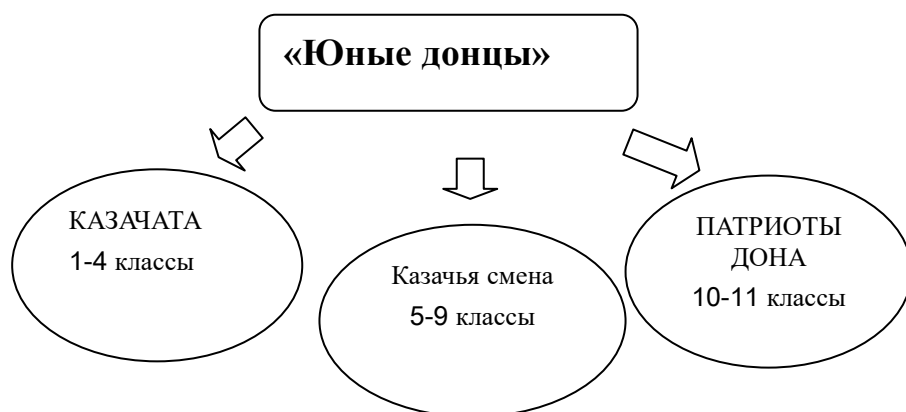 «Юные донцы»
КАЗАЧАТА
1-4 классы
Казачья смена
5-9 классы
ПАТРИОТЫ
ДОНА
10-11 классы